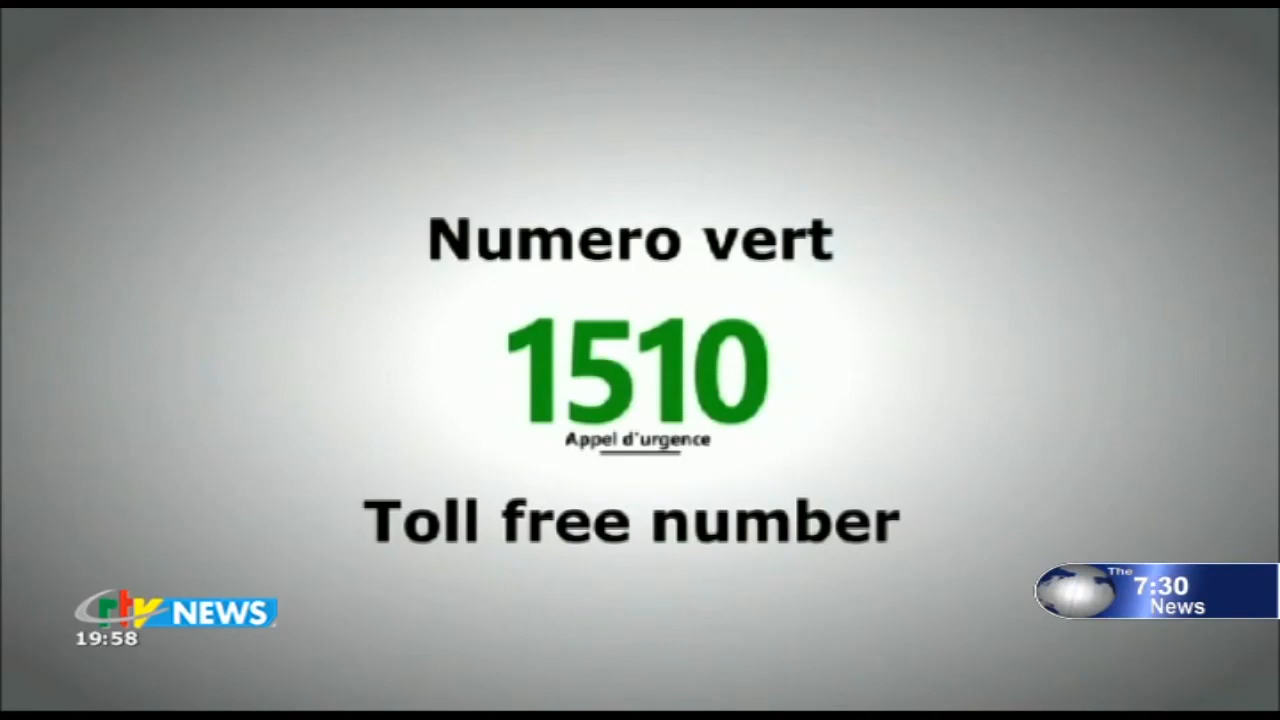 Numero vert
1510
Appel d'urgence
Toll free number
crtv NEWS
19:58
The
7:30
News